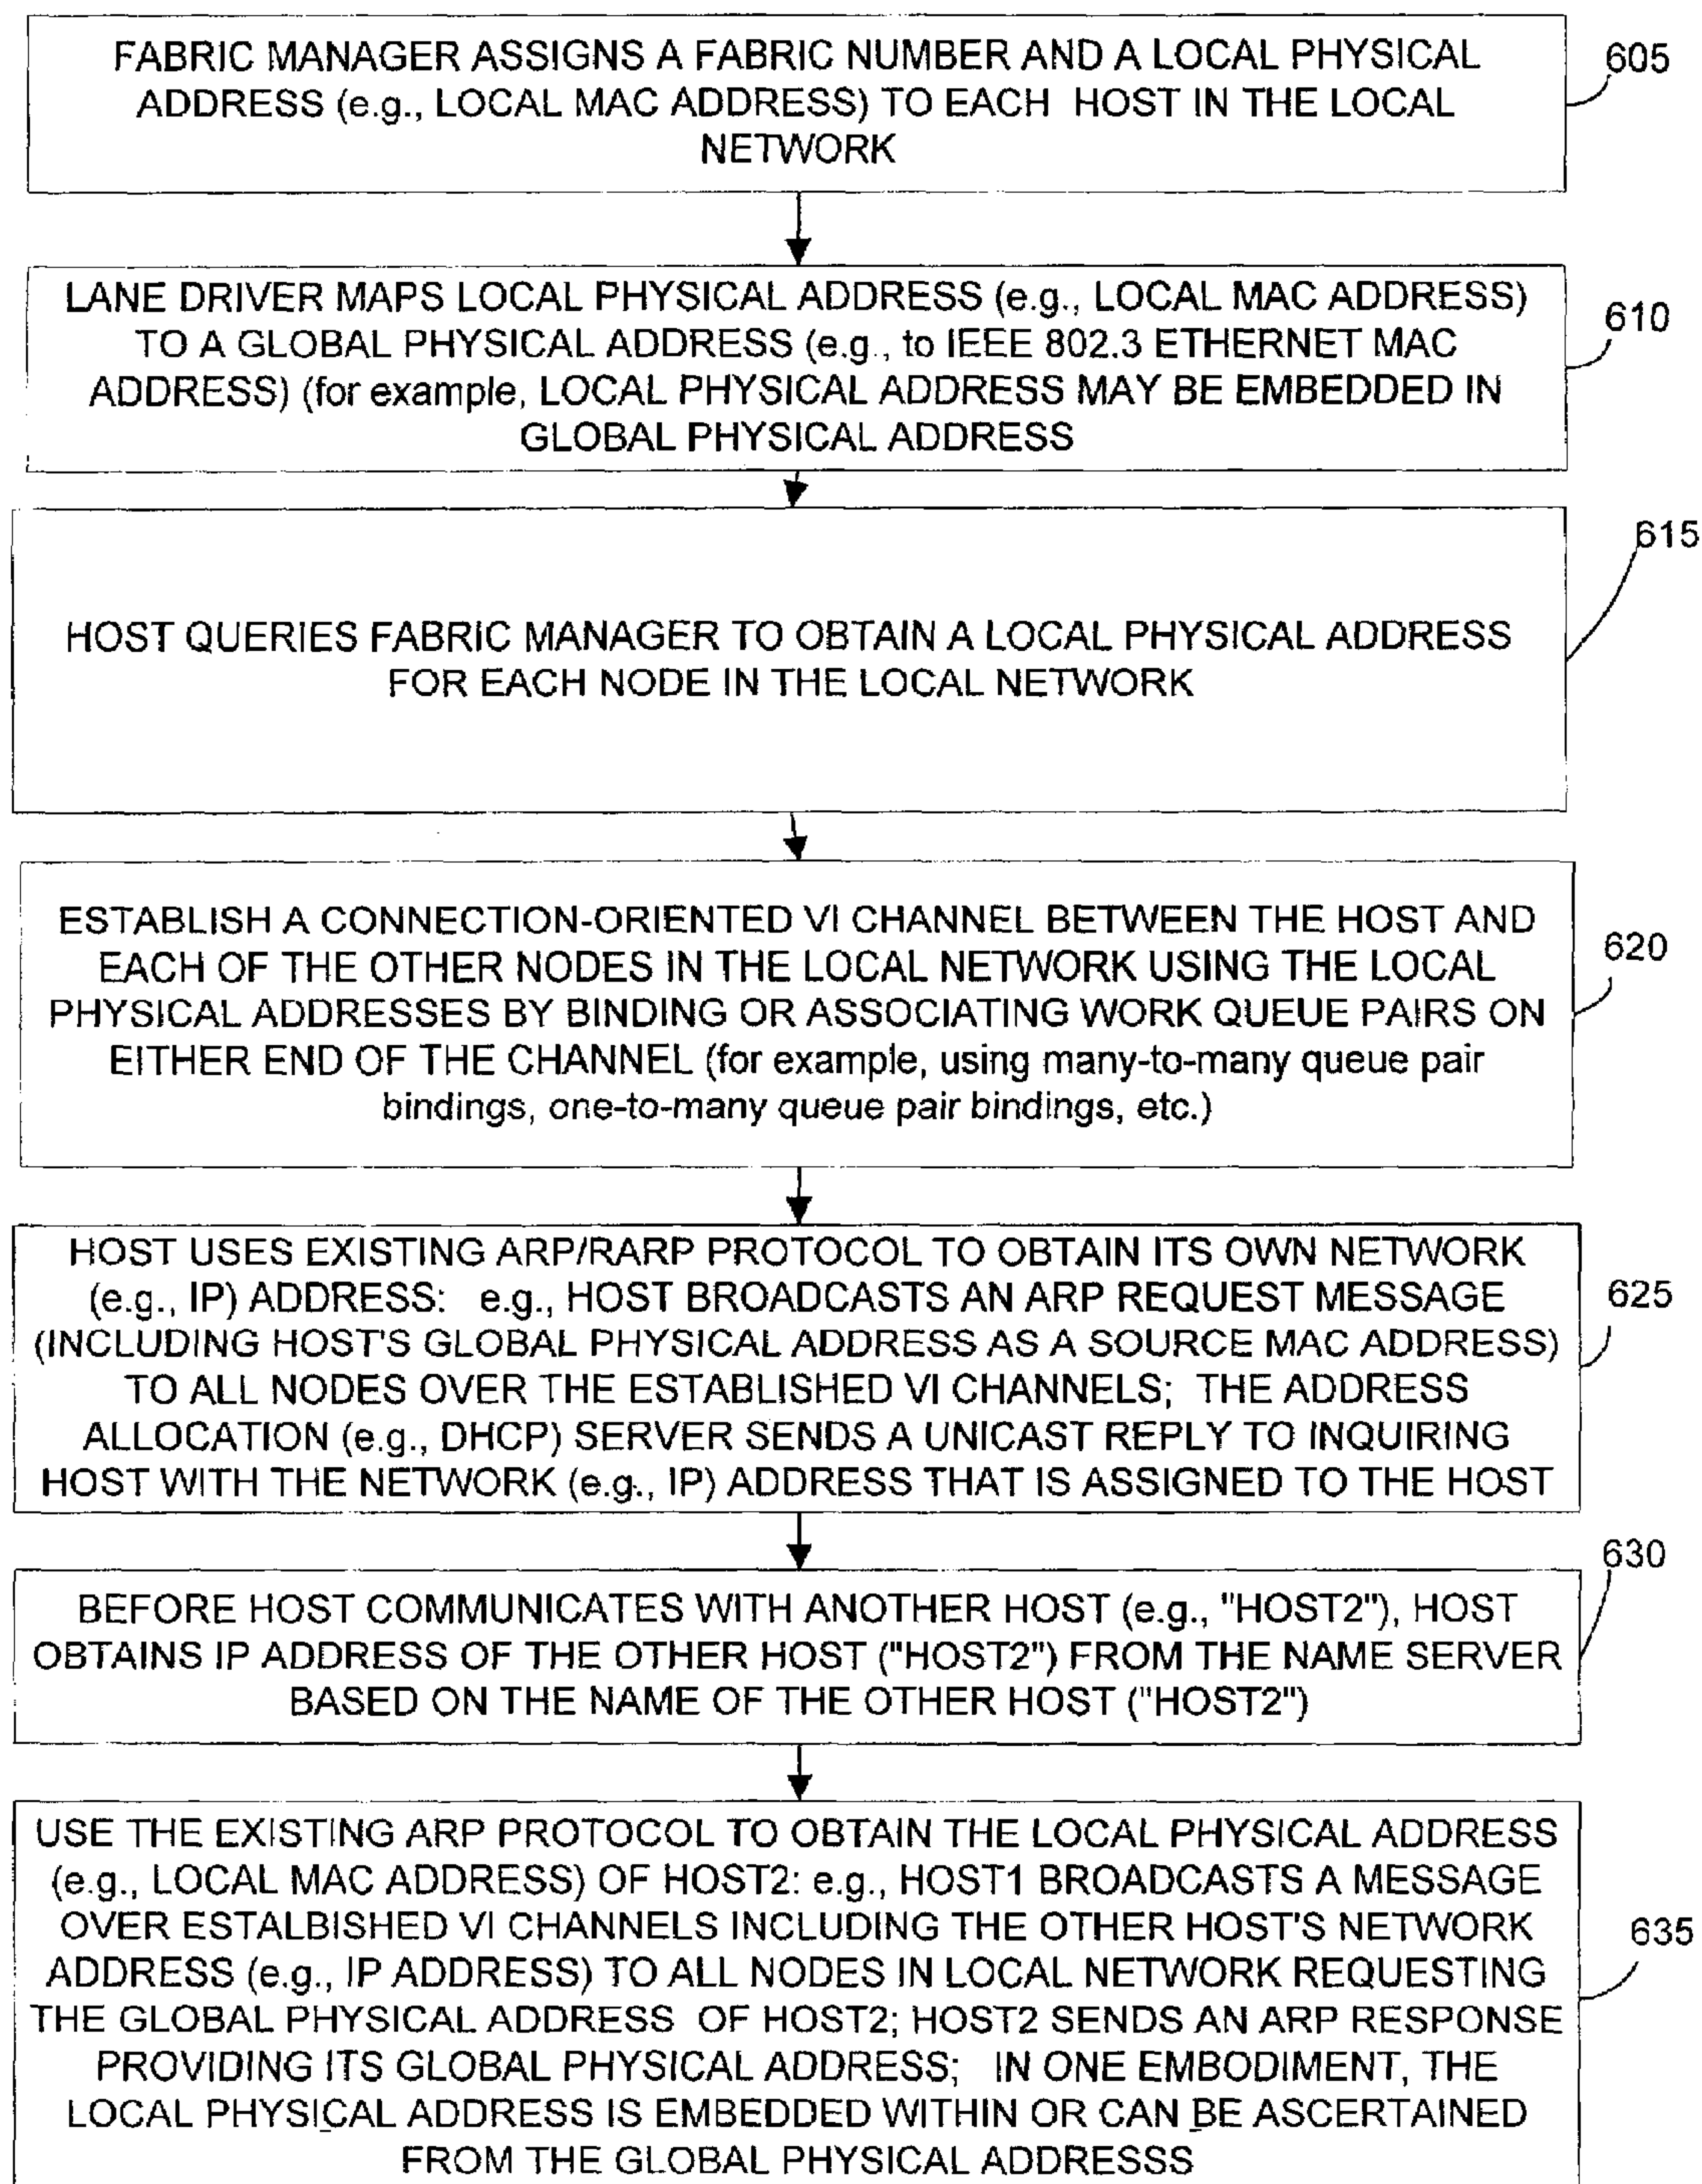 FABRIC MANAGER ASSIGNS A FABRIC NUMBER AND A LOCAL PHYSICAL
ADDRESS (e.g., LOCAL MAC ADDRESS) TO EACH HOST IN THE LOCAL
NETWORK
605
LANE DRIVER MAPS LOCAL PHYSICAL ADDRESS (e.g., LOCAL MAC ADDRESS)
TO A GLOBAL PHYSICAL ADDRESS (e.g., to IEEE 802.3 ETHERNET MAC
ADDRESS) (for example, LOCAL PHYSICAL ADDRESS MAY BE EMBEDDED IN
GLOBAL PHYSICAL ADDRESS
610
HOST QUERIES FABRIC MANAGER TO OBTAIN A LOCAL PHYSICAL ADDRESS
FOR EACH NODE IN THE LOCAL NETWORK
615
ESTABLISH A CONNECTION-ORIENTED VI CHANNEL BETWEEN THE HOST AND
EACH OF THE OTHER NODES IN THE LOCAL NETWORK USING THE LOCAL
PHYSICAL ADDRESSES BY BINDING OR ASSOCIATING WORK QUEUE PAIRS ON
EITHER END OF THE CHANNEL (for example, using many-to-many queue pair
bindings, one-to-many queue pair bindings, etc.)
620
HOST USES EXISTING ARP/RARP PROTOCOL TO OBTAIN ITS OWN NETWORK
(e.g., IP) ADDRESS: e.g., HOST BROADCASTS AN ARP REQUEST MESSAGE
(INCLUDING HOST'S GLOBAL PHYSICAL ADDRESS AS A SOURCE MAC ADDRESS)
TO ALL NODES OVER THE ESTABLISHED VI CHANNELS; THE ADDRESS
ALLOCATION (e.g., DHCP) SERVER SENDS A UNICAST REPLY TO INQUIRING
HOST WITH THE NETWORK (e.g., IP) ADDRESS THAT IS ASSIGNED TO THE HOST
625
BEFORE HOST COMMUNICATES WITH ANOTHER HOST (e.g., "HOST2"), HOST
OBTAINS IP ADDRESS OF THE OTHER HOST ("HOST2") FROM THE NAME SERVER
BASED ON THE NAME OF THE OTHER HOST ("HOST2")
630
USE THE EXISTING ARP PROTOCOL TO OBTAIN THE LOCAL PHYSICAL ADDRESS
(e.g., LOCAL MAC ADDRESS) OF HOST2: e.g., HOST1 BROADCASTS A MESSAGE
OVER ESTALBISHED VI CHANNELS INCLUDING THE OTHER HOST'S NETWORK
ADDRESS (e.g., IP ADDRESS) TO ALL NODES IN LOCAL NETWORK REQUESTING
THE GLOBAL PHYSICAL ADDRESS OF HOST2; HOST2 SENDS AN ARP RESPONSE
PROVIDING ITS GLOBAL PHYSICAL ADDRESS; IN ONE EMBODIMENT, THE
LOCAL PHYSICAL ADDRESS IS EMBEDDED WITHIN OR CAN BE ASCERTAINED
FROM THE GLOBAL PHYSICAL ADDRESSS
635